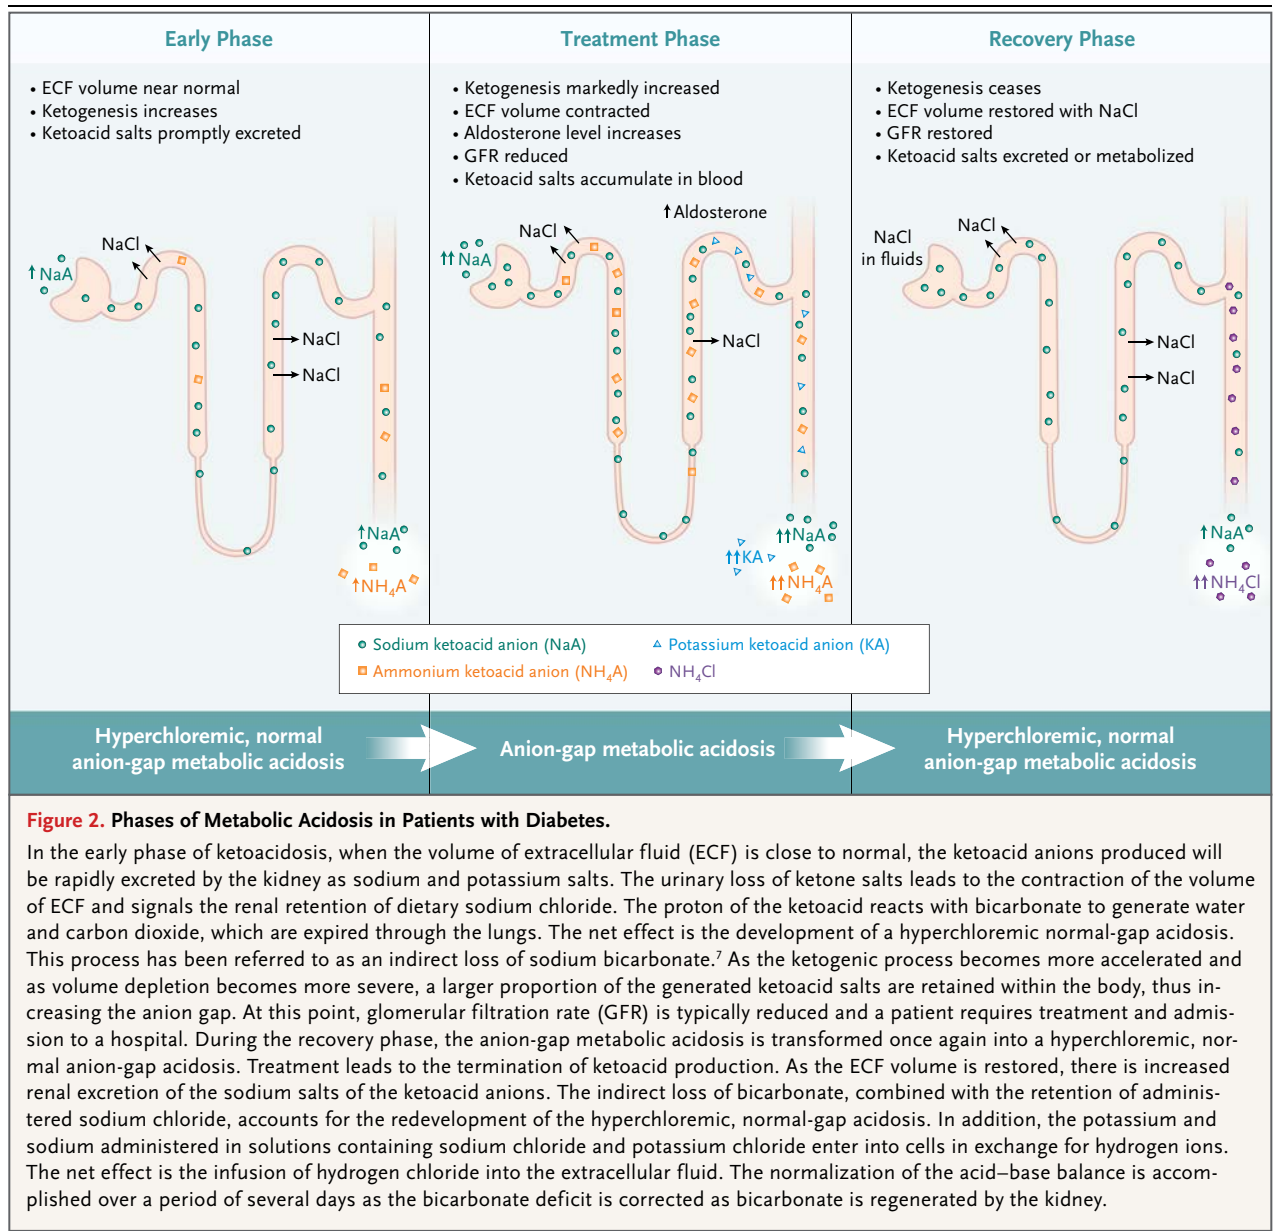 Early Phase
• ECF volume near normal
• Ketogenesis increases
• Ketoacid salts promptly excreted
NaCl
↑NaA
NaCl
NaCl
↑NaA
↑NH₄A
Treatment Phase
• Ketogenesis markedly increased
• ECF volume contracted
• Aldosterone level increases
• GFR reduced
• Ketoacid salts accumulate in blood
↑Aldosterone
NaCl
↑↑NaA
NaCl
↑↑NaA
↑↑KA
↑↑NH₄A
Recovery Phase
• Ketogenesis ceases
• ECF volume restored with NaCl
• GFR restored
• Ketoacid salts excreted or metabolized
NaCl
NaCl
in fluids
NaCl
NaCl
↑NaA
↑↑NH₄Cl
Sodium ketoacid anion (NaA)
Potassium ketoacid anion (KA)
Ammonium ketoacid anion (NH₄A)
NH₄Cl
Hyperchloremic, normal
anion-gap metabolic acidosis
Anion-gap metabolic acidosis
Hyperchloremic, normal
anion-gap metabolic acidosis
Figure 2. Phases of Metabolic Acidosis in Patients with Diabetes.
In the early phase of ketoacidosis, when the volume of extracellular fluid (ECF) is close to normal, the ketoacid anions produced will
be rapidly excreted by the kidney as sodium and potassium salts. The urinary loss of ketone salts leads to the contraction of the volume
of ECF and signals the renal retention of dietary sodium chloride. The proton of the ketoacid reacts with bicarbonate to generate water
and carbon dioxide, which are expired through the lungs. The net effect is the development of a hyperchloremic normal-gap acidosis.
This process has been referred to as an indirect loss of sodium bicarbonate.⁷ As the ketogenic process becomes more accelerated and
as volume depletion becomes more severe, a larger proportion of the generated ketoacid salts are retained within the body, thus in-
creasing the anion gap. At this point, glomerular filtration rate (GFR) is typically reduced and a patient requires treatment and admis-
sion to a hospital. During the recovery phase, the anion-gap metabolic acidosis is transformed once again into a hyperchloremic, nor-
mal anion-gap acidosis. Treatment leads to the termination of ketoacid production. As the ECF volume is restored, there is increased
renal excretion of the sodium salts of the ketoacid anions. The indirect loss of bicarbonate, combined with the retention of adminis-
tered sodium chloride, accounts for the redevelopment of the hyperchloremic, normal-gap acidosis. In addition, the potassium and
sodium administered in solutions containing sodium chloride and potassium chloride enter into cells in exchange for hydrogen ions.
The net effect is the infusion of hydrogen chloride into the extracellular fluid. The normalization of the acid–base balance is accom-
plished over a period of several days as the bicarbonate deficit is corrected as bicarbonate is regenerated by the kidney.